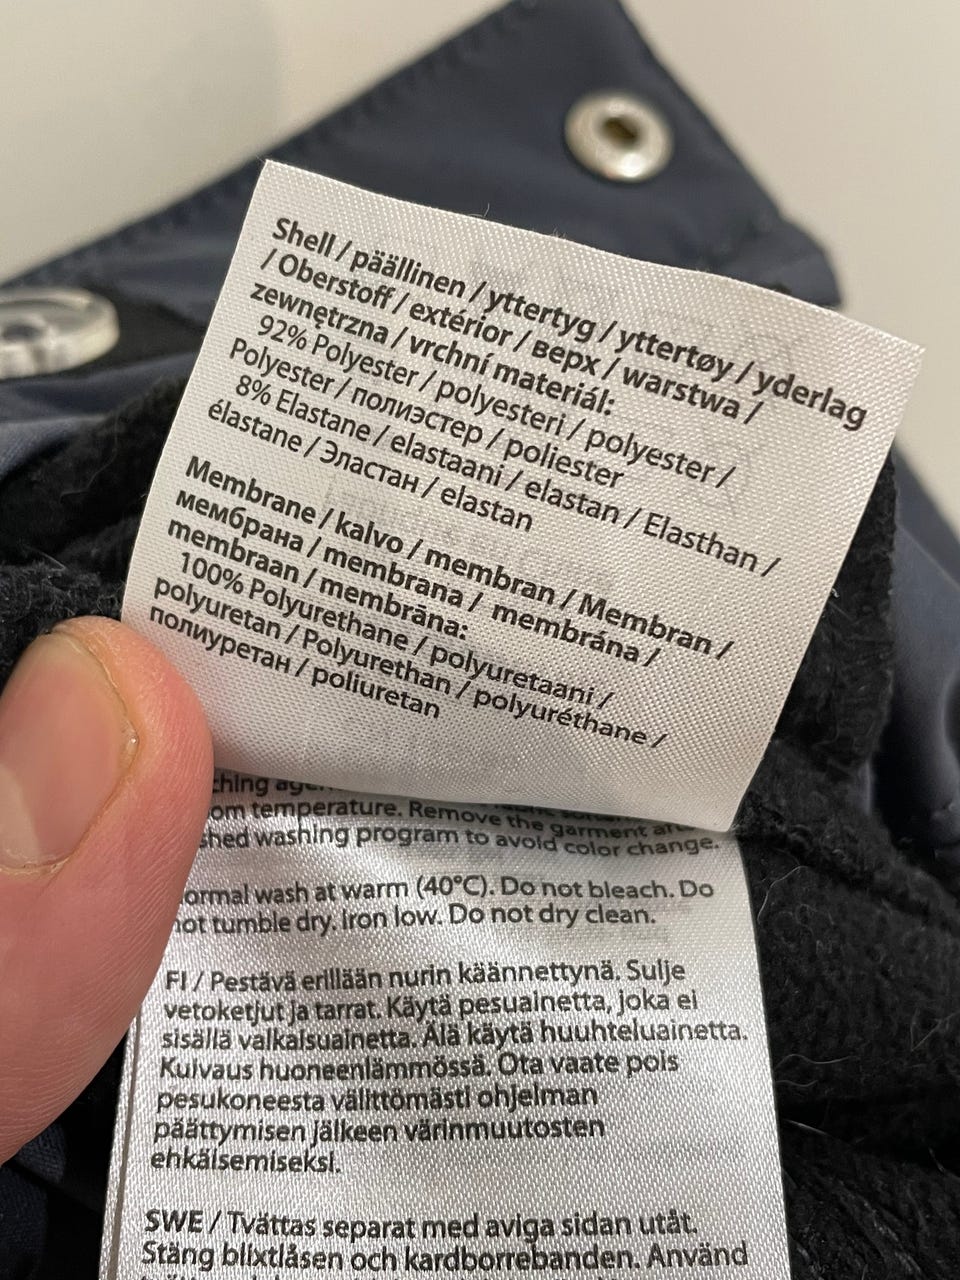 Shell / päällinen / yttertyg / yttertøy / yderlag
/ Oberstoff / extérior / верх / warstwa /
zewnętrzna / vrchní materiál:
92% Polyester / polyesteri / polyester /
Polyester / полиэстер / poliester
8% Elastane / elastaani / elastan / Elasthan /
élastane / Эластан / elastan
Membrane / kalvo / membran / Membran /
мембрана / membrana / membrána /
membraan / membrāna:
100% Polyurethane / polyuretaani /
polyuretan / Polyurethan / polyuréthane /
полиуретан / poliuretan
temperature. Remove the garment
washing program to avoid color change.
wash at warm (40°C). Do not bleach. Do
tumble dry. Iron low. Do not dry clean.
FI / Pestävä erillään nurin käännettynä. Sulje
vetoketjut ja tarrat. Käytä pesuainetta, joka ei
sisällä valkaisuainetta. Älä käytä huuhteluainetta.
Kuivaus huoneenlämmössä. Ota vaate pois
pesukoneesta välittömästi ohjelman
päättymisen jälkeen värinmuutosten
ehkäisemiseksi.
SWE / Tvättas separat med aviga sidan utåt.
Stäng blixtlåsen och kardborrebanden. Använd